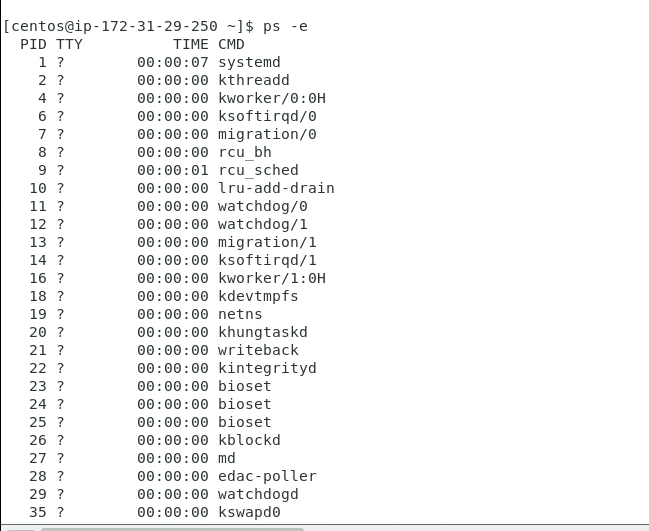 [centos@ip-172-31-29-250 ~]$ ps -e
  PID TTY          TIME CMD
    1 ?        00:00:07 systemd
    2 ?        00:00:00 kthreadd
    4 ?        00:00:00 kworker/0:0H
    6 ?        00:00:00 ksoftirqd/0
    7 ?        00:00:00 migration/0
    8 ?        00:00:00 rcu_bh
    9 ?        00:00:01 rcu_sched
   10 ?        00:00:00 lru-add-drain
   11 ?        00:00:00 watchdog/0
   12 ?        00:00:00 watchdog/1
   13 ?        00:00:00 migration/1
   14 ?        00:00:00 ksoftirqd/1
   16 ?        00:00:00 kworker/1:0H
   18 ?        00:00:00 kdevtmpfs
   19 ?        00:00:00 netns
   20 ?        00:00:00 khungtaskd
   21 ?        00:00:00 writeback
   22 ?        00:00:00 kintegrityd
   23 ?        00:00:00 bioset
   24 ?        00:00:00 bioset
   25 ?        00:00:00 bioset
   26 ?        00:00:00 kblockd
   27 ?        00:00:00 md
   28 ?        00:00:00 edac-poller
   29 ?        00:00:00 watchdogd
   35 ?        00:00:00 kswapd0